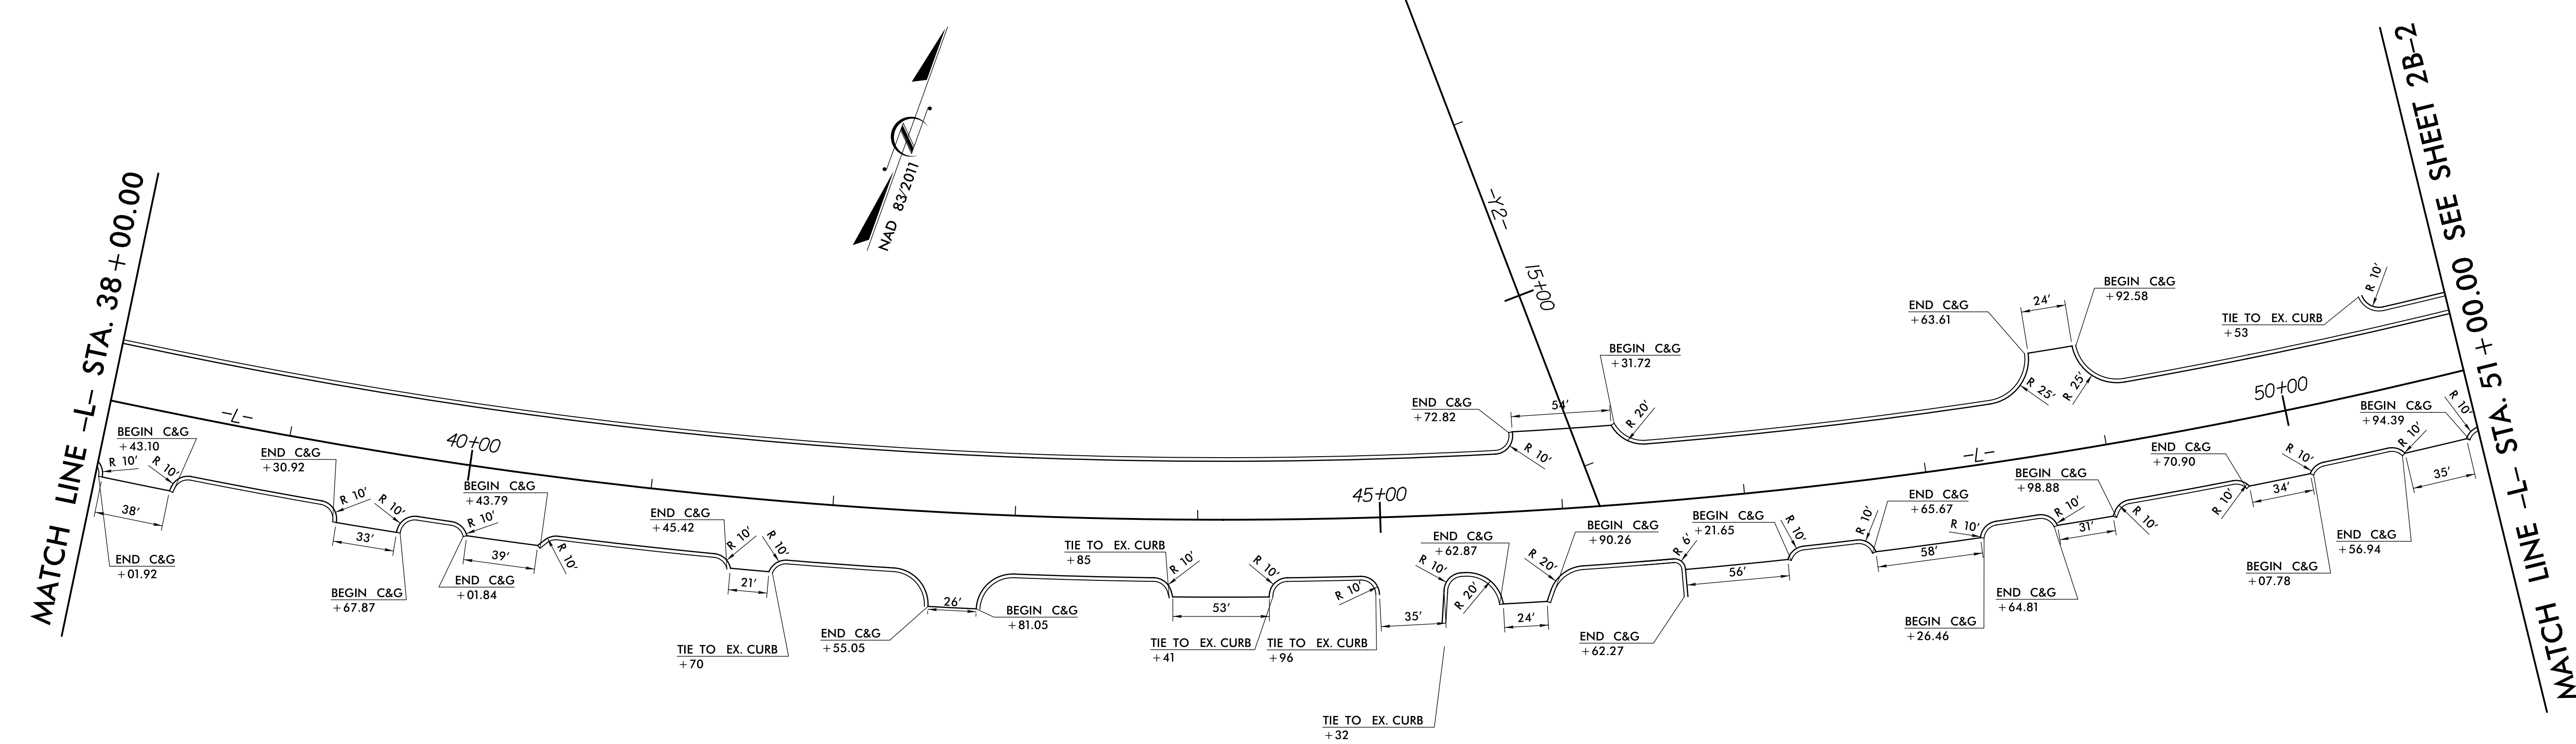 MATCH LINE -L- STA. 38+00.00
-L-
BEGIN C&G
+43.10
R 10'
R 10'
38'
END C&G
+01.92
END C&G
+30.92
R 10'
R 10'
33'
BEGIN C&G
+67.87
40+00
R 10'
BEGIN C&G
+43.79
39'
R 10'
END C&G
+01.84
END C&G
+45.42
R 10'
R 10'
21'
TIE TO EX. CURB
+70
END C&G
+55.05
26'
BEGIN C&G
+81.05
NAD 83/2011
TIE TO EX. CURB
+85
R 10'
R 10'
53'
TIE TO EX. CURB
+41
TIE TO EX. CURB
+96
R 10'
45+00
35'
TIE TO EX. CURB
+32
END C&G
+62.87
R 10'
R 20'
R 20'
24'
BEGIN C&G
+90.26
END C&G
+62.27
R 6'
BEGIN C&G
+21.65
56'
R 10'
-Y2-
15+00
END C&G
+72.82
54'
R 10'
BEGIN C&G
+31.72
R 20'
R 10'
END C&G
+65.67
58'
R 10'
BEGIN C&G
+26.46
-L-
END C&G
+63.61
24'
BEGIN C&G
+92.58
R 25'
R 25'
TIE TO EX. CURB
+53
R 10'
50+00
BEGIN C&G
+98.88
R 10'
31'
R 10'
END C&G
+64.81
END C&G
+70.90
R 10'
34'
R 10'
BEGIN C&G
+07.78
BEGIN C&G
+94.39
R 10'
R 10'
35'
END C&G
+56.94
MATCH LINE -L- STA. 51+00.00 SEE SHEET 2B-2